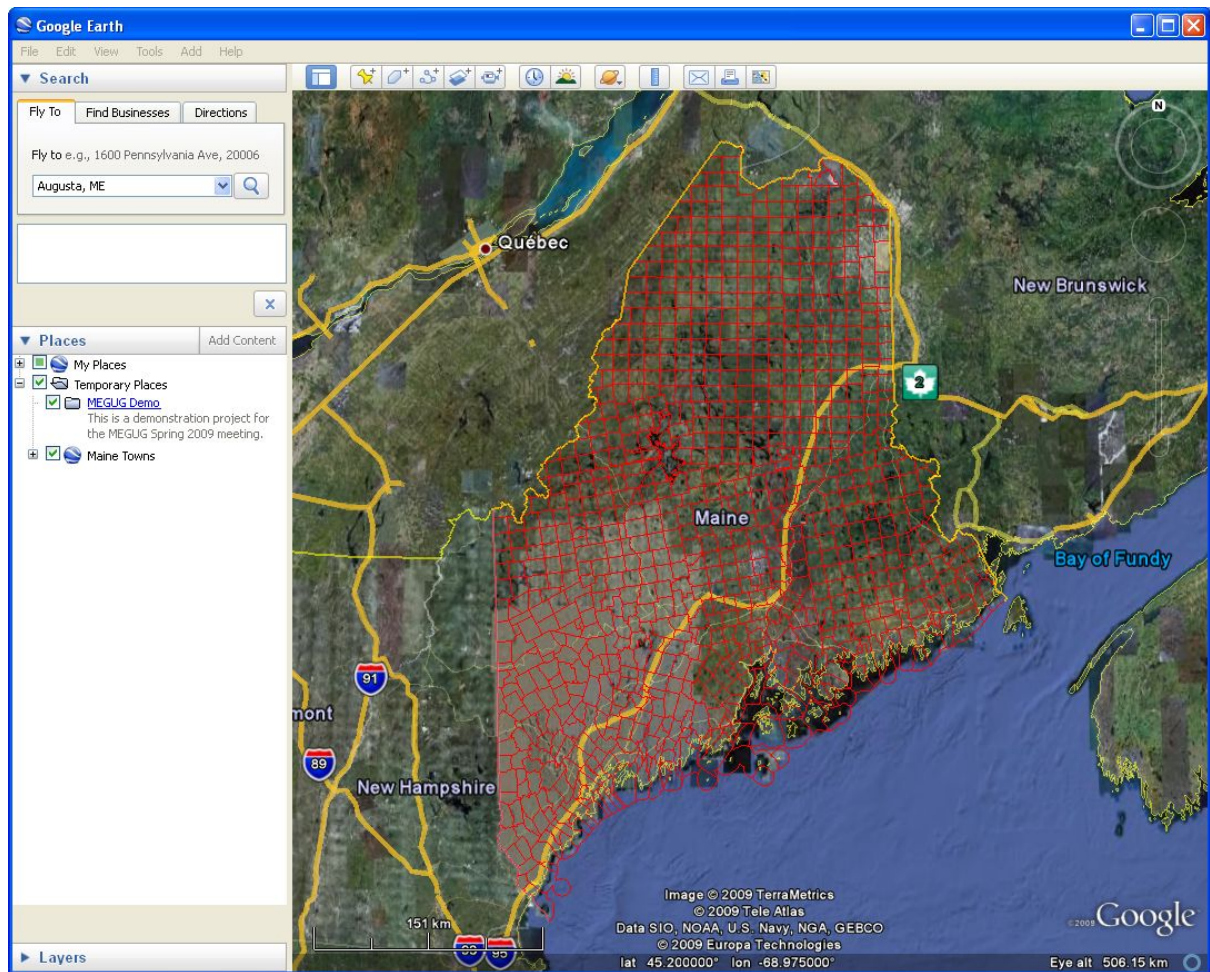 Google Earth
File Edit View Tools Add Help
Search
Fly To Find Businesses Directions
Fly to e.g., 1600 Pennsylvania Ave, 20006
Augusta, ME
Places Add Content
My Places
Temporary Places
MEGUG Demo
This is a demonstration project for
the MEGUG Spring 2009 meeting.
Maine Towns
Layers
N
Québec
New Brunswick
2
Maine
Bay of Fundy
91
mont
89
New Hampshire
151 km
95
Image © 2009 TerraMetrics
© 2009 Tele Atlas
Data SIO, NOAA, U.S. Navy, NGA, GEBCO
© 2009 Europa Technologies
lat 45.200000° lon -68.975000°
Google
Eye alt 506.15 km